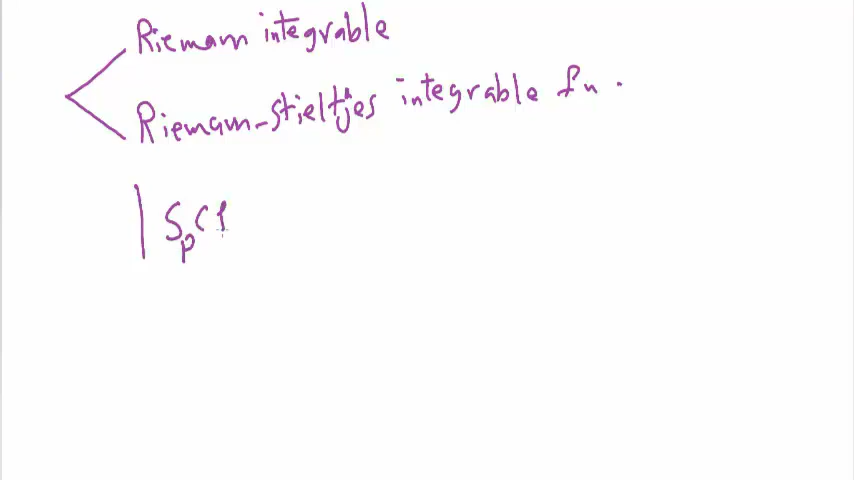 Riemann integrable
Riemann-Stieltjes integrable fn.
| Sp(f